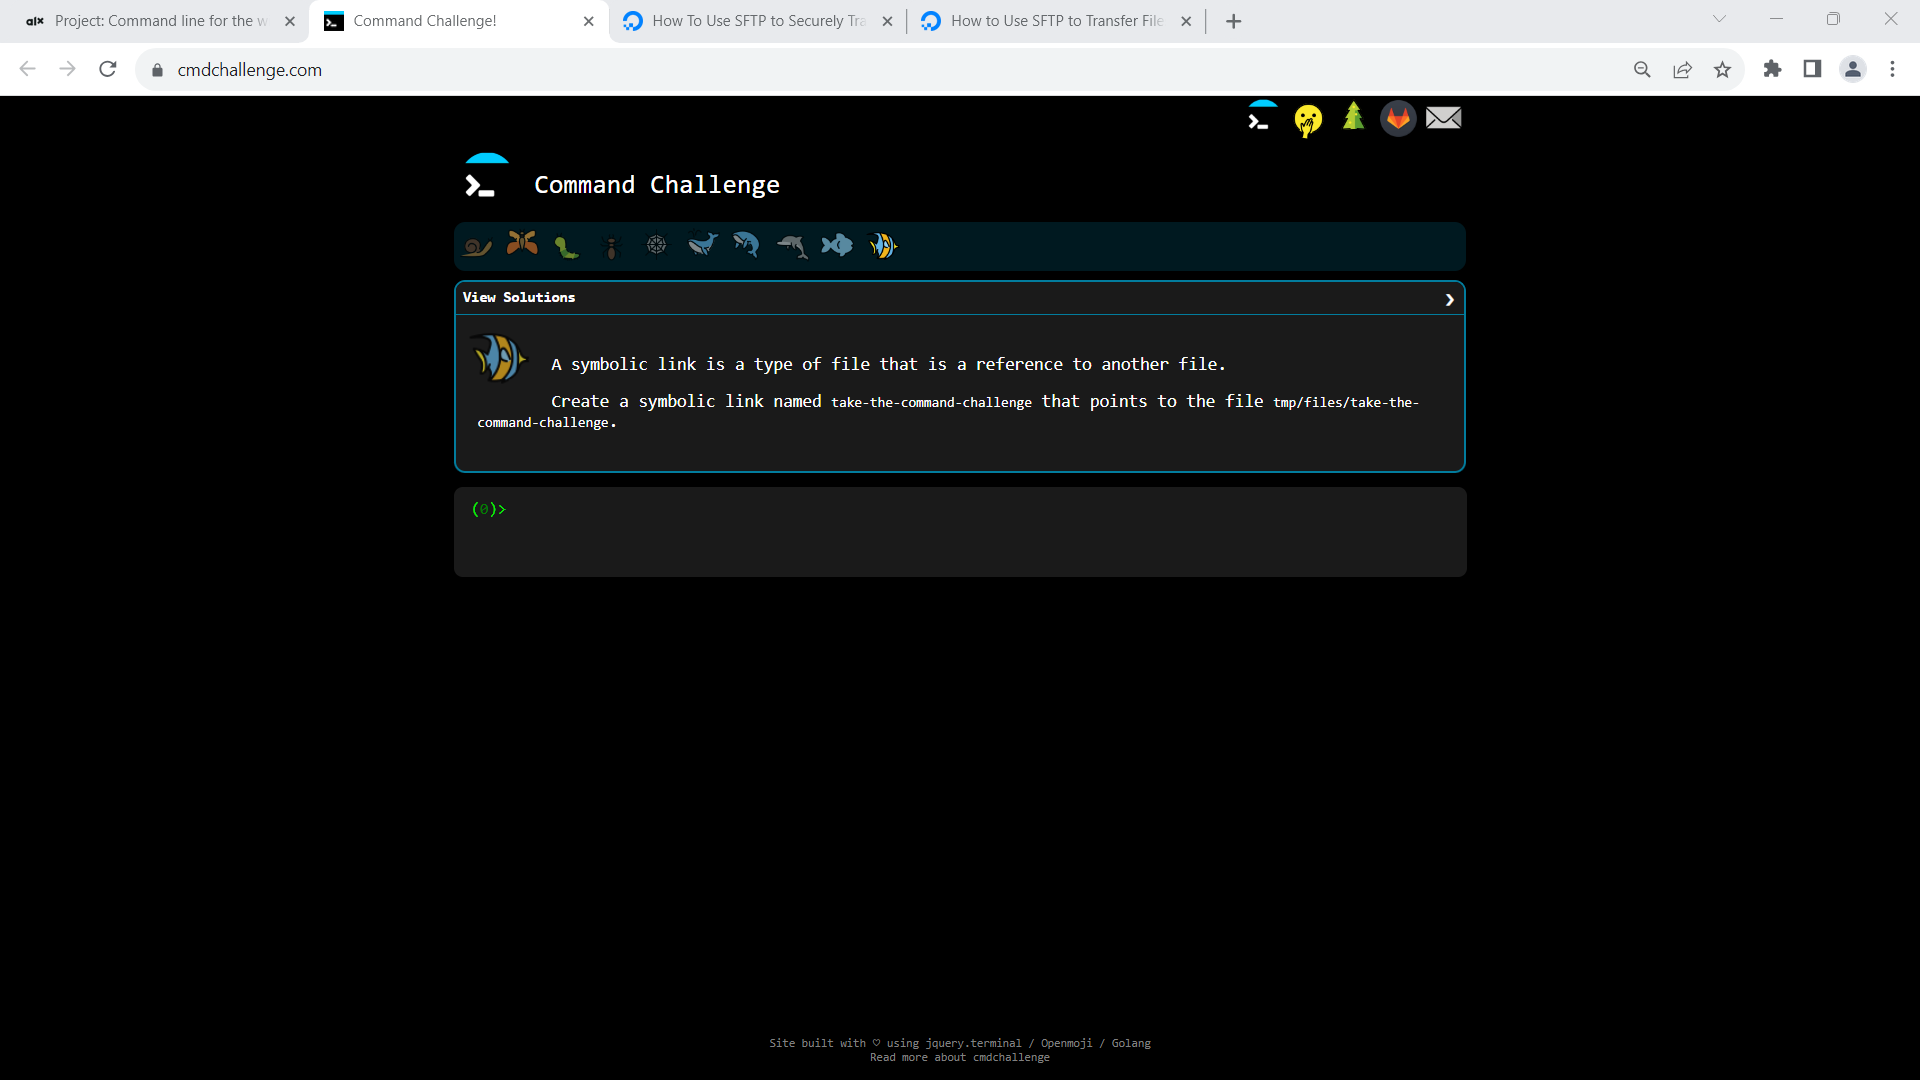 alx Project: Command line for the w
Command Challenge!
How To Use SFTP to Securely Tra
How to Use SFTP to Transfer File
cmdchallenge.com
Command Challenge
View Solutions
A symbolic link is a type of file that is a reference to another file.
Create a symbolic link named take-the-command-challenge that points to the file tmp/files/take-the-
command-challenge.
(0)>
Site built with ♡ using jquery.terminal / Openmoji / Golang
Read more about cmdchallenge